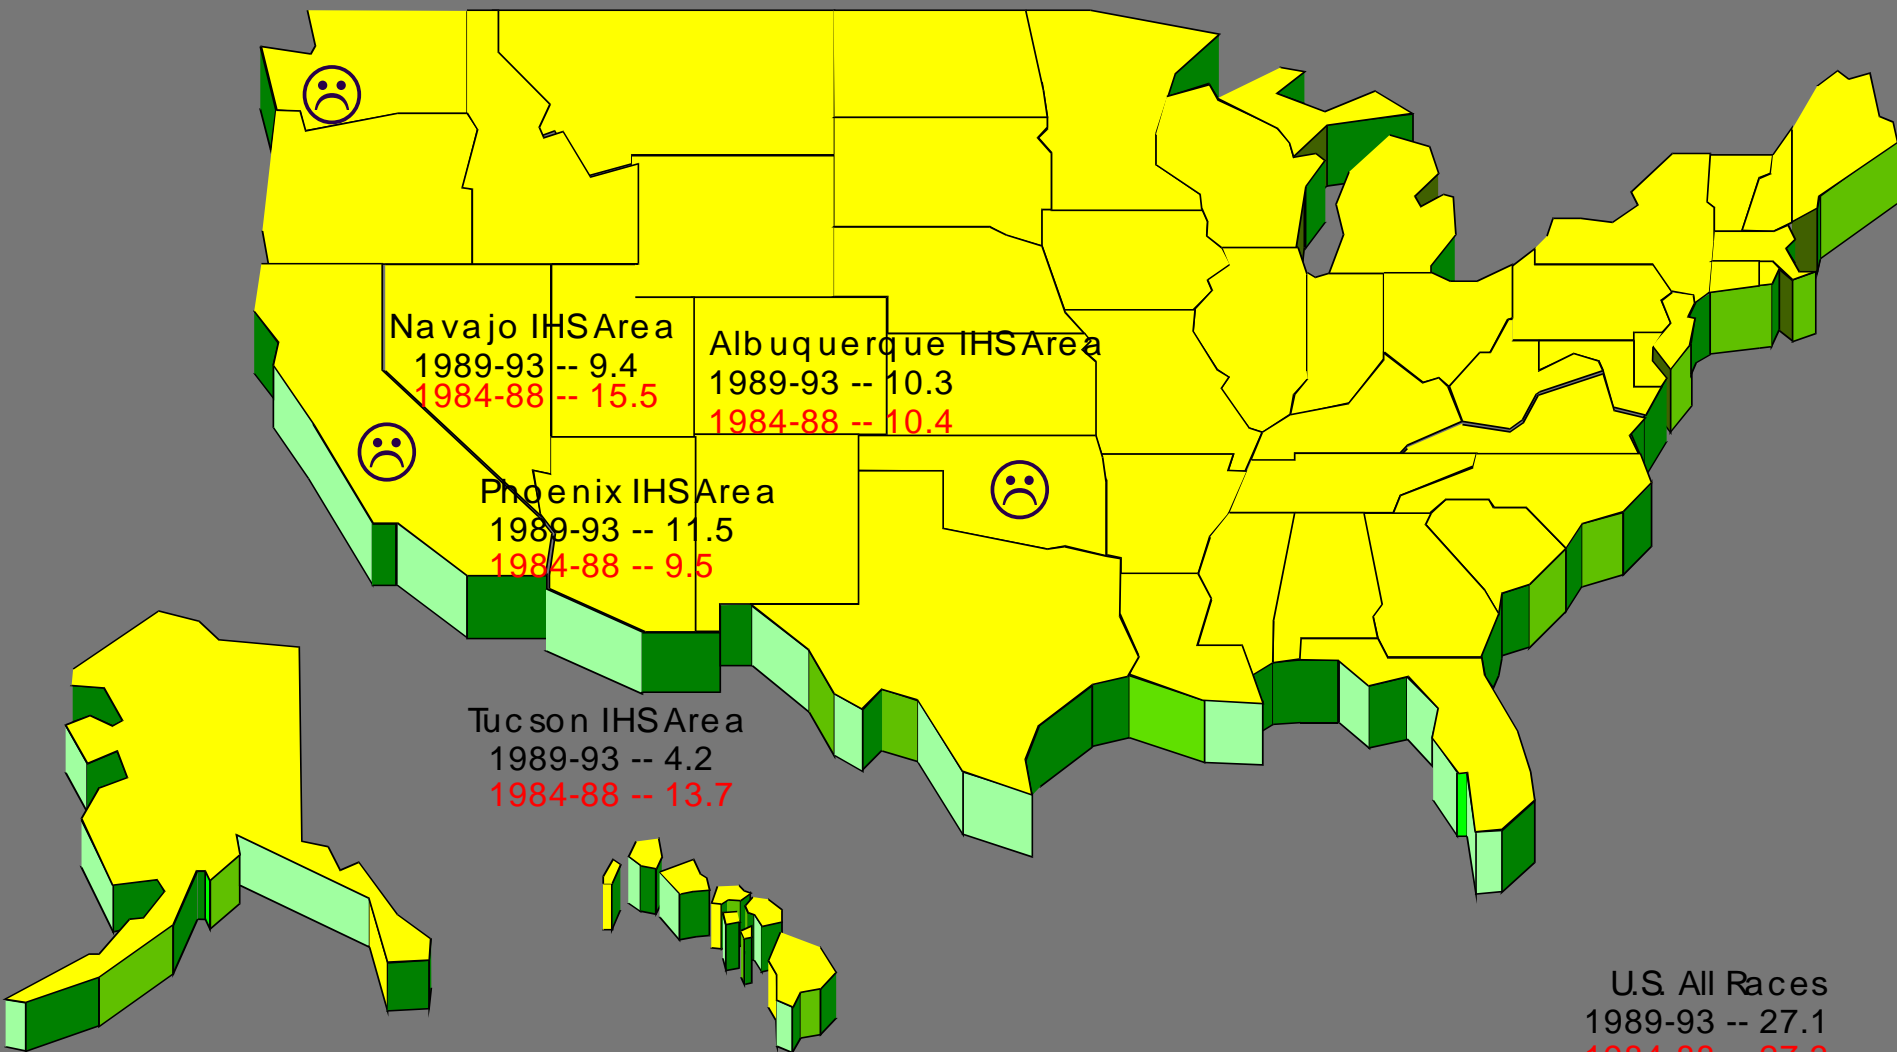 Navajo IHS Area
1989-93 -- 9.4
1984-88 -- 15.5
Albuquerque IHS Area
1989-93 -- 10.3
1984-88 -- 10.4
Phoenix IHS Area
1989-93 -- 11.5
1984-88 -- 9.5
Tucson IHS Area
1989-93 -- 4.2
1984-88 -- 13.7
U.S. All Races
1989-93 -- 27.1
1984-88 --